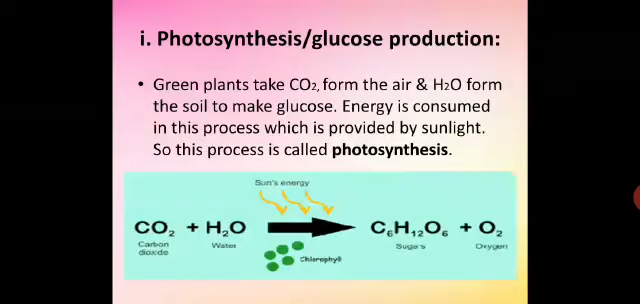 i. Photosynthesis/glucose production:
• Green plants take CO₂, form the air & H₂O form
the soil to make glucose. Energy is consumed
in this process which is provided by sunlight.
So this process is called photosynthesis.
Sun's energy
CO₂ + H₂O C₆H₁₂O₆ + O₂
Carbon dioxide Water Sugars Oxygen
Chlorophyll